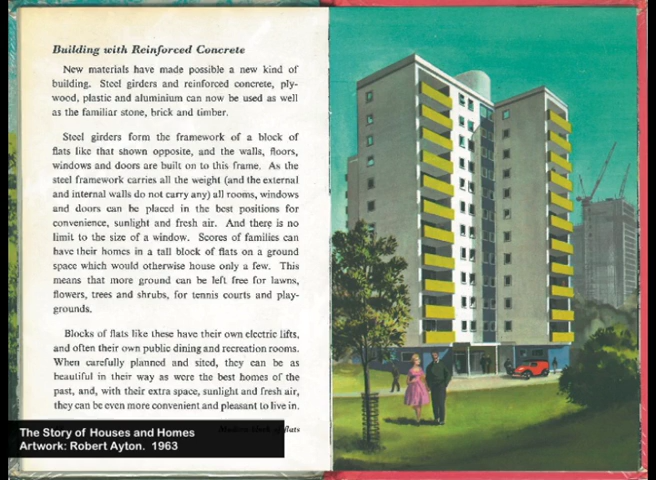 Building with Reinforced Concrete
New materials have made possible a new kind of
building. Steel girders and reinforced concrete, ply-
wood, plastic and aluminium can now be used as well
as the familiar stone, brick and timber.
Steel girders form the framework of a block of
flats like that shown opposite, and the walls, floors,
windows and doors are built on to this frame. As the
steel framework carries all the weight (and the external
and internal walls do not carry any) all rooms, windows
and doors can be placed in the best positions for
convenience, sunlight and fresh air. And there is no
limit to the size of a window. Scores of families can
have their homes in a tall block of flats on a ground
space which would otherwise house only a few. This
means that more ground can be left free for lawns,
flowers, trees and shrubs, for tennis courts and play-
grounds.
Blocks of flats like these have their own electric lifts,
and often their own public dining and recreation rooms.
When carefully planned and sited, they can be as
beautiful in their way as were the best homes of the
past, and, with their extra space, sunlight and fresh air,
they can be even more convenient and pleasant to live in.
Modern block of flats
The Story of Houses and Homes
Artwork: Robert Ayton. 1963